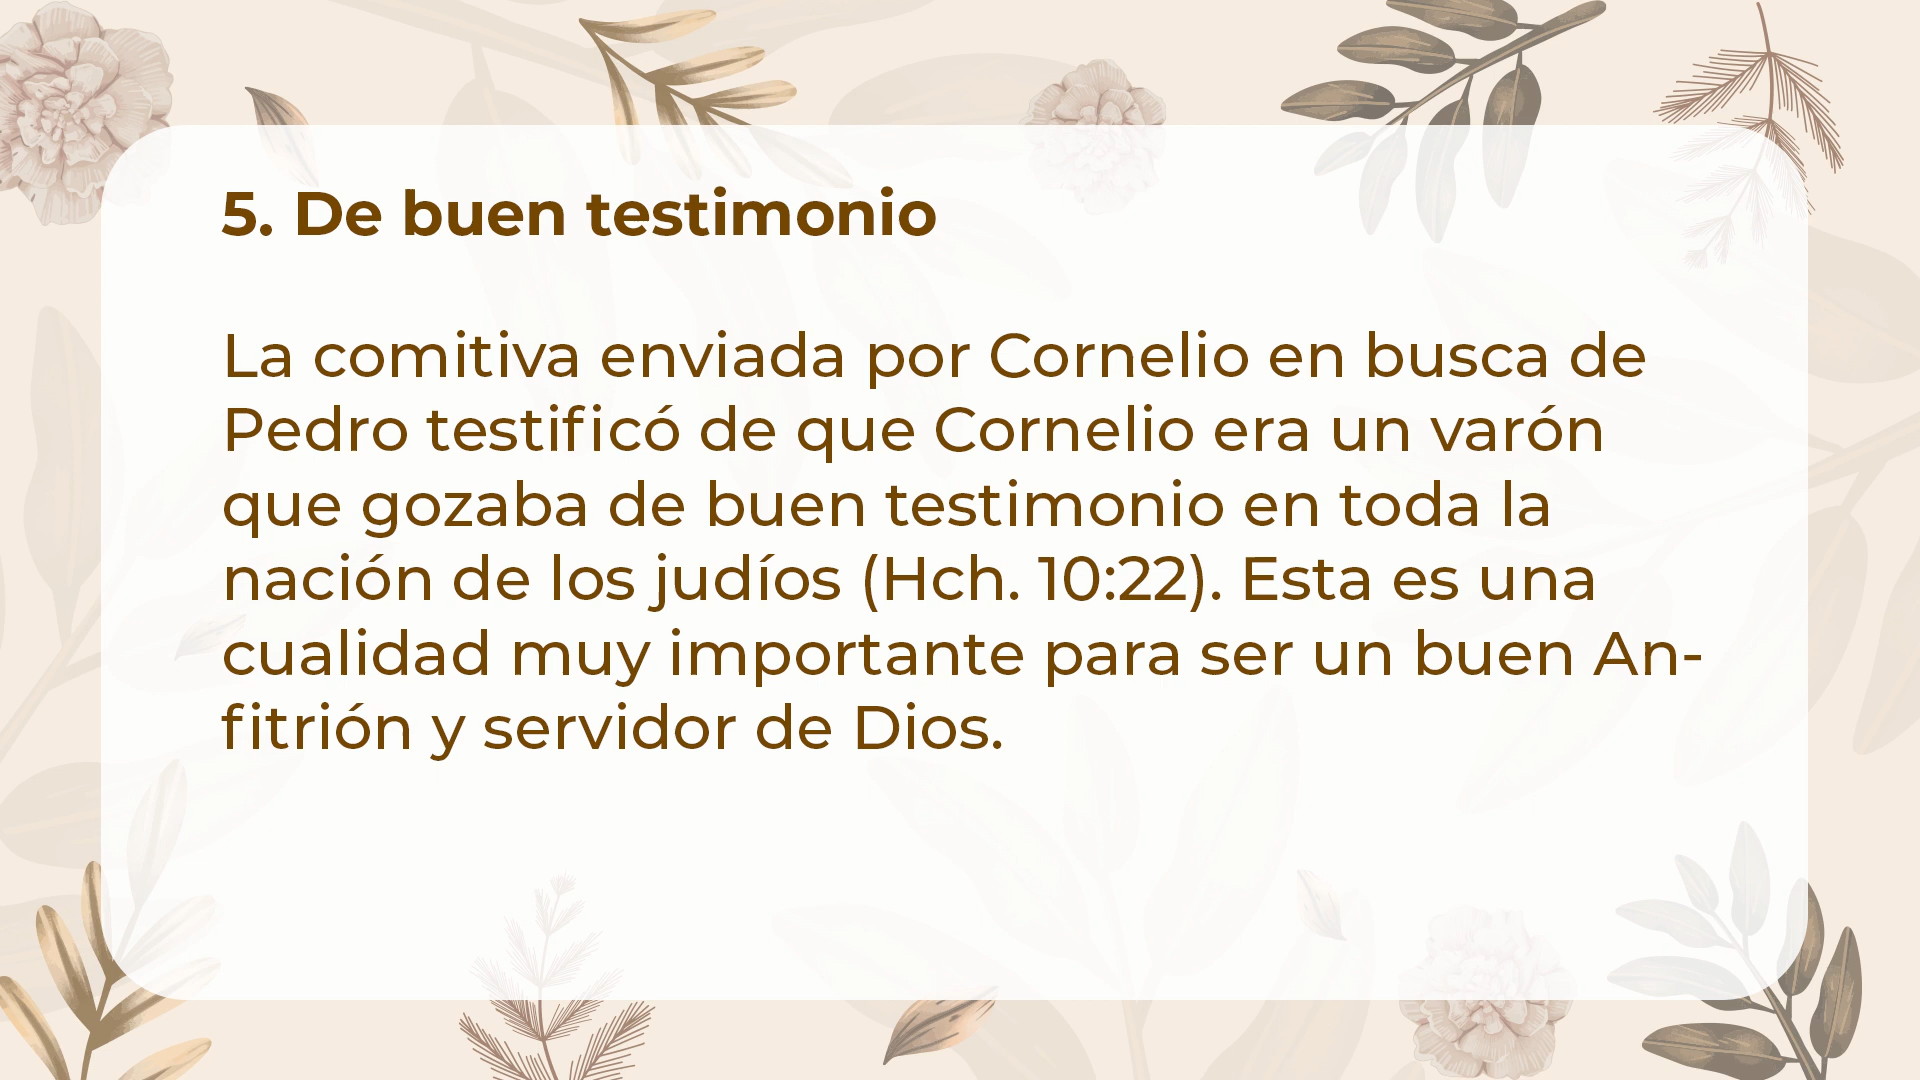 5. De buen testimonio
La comitiva enviada por Cornelio en busca de
Pedro testificó de que Cornelio era un varón
que gozaba de buen testimonio en toda la
nación de los judíos (Hch. 10:22). Esta es una
cualidad muy importante para ser un buen An-
fitrión y servidor de Dios.